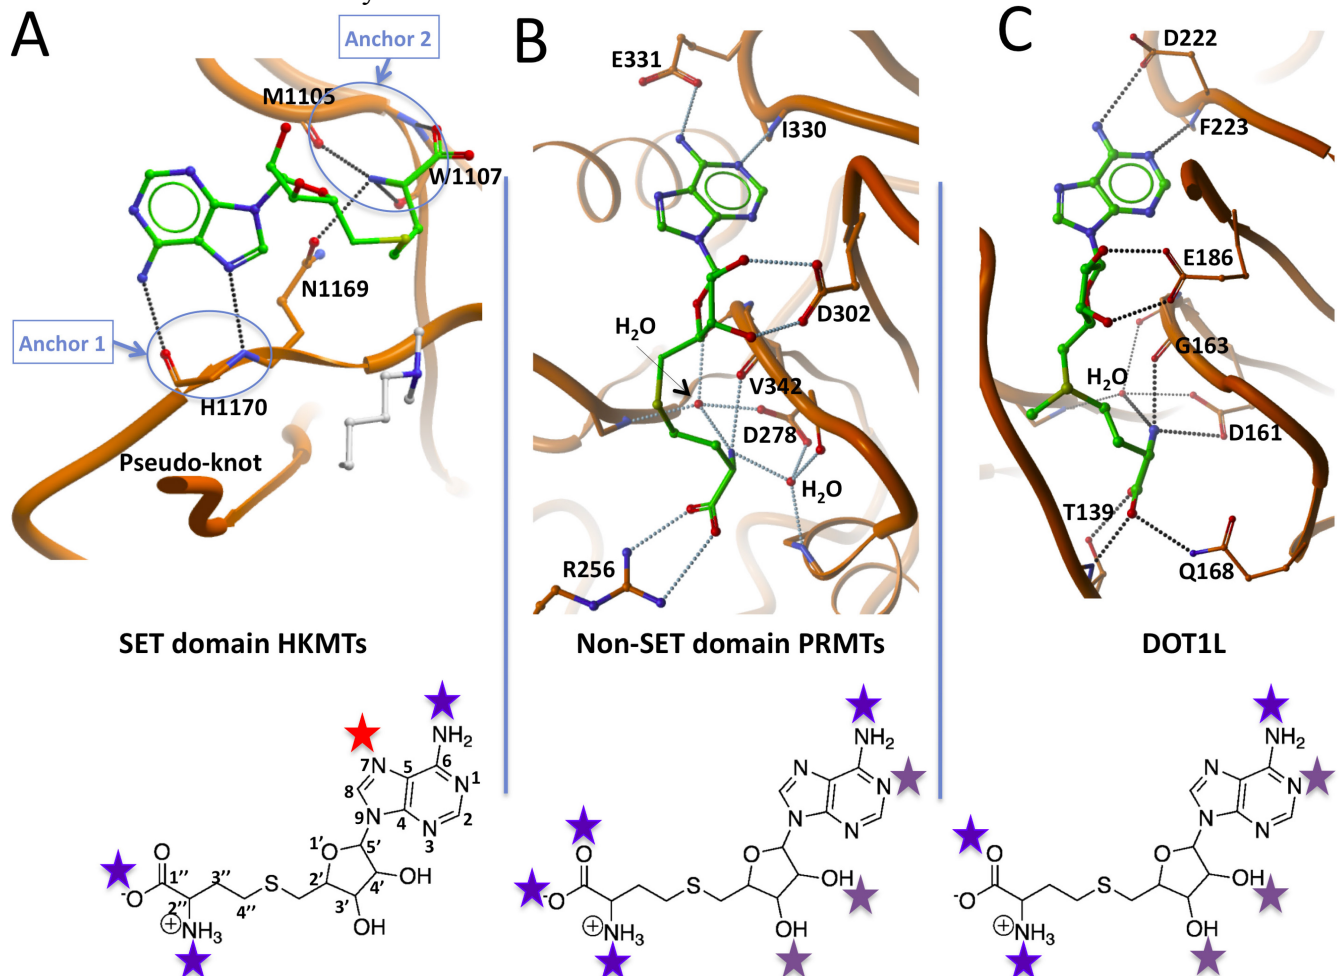 A
Anchor 2
M1105
W1107
N1169
Anchor 1
H1170
Pseudo-knot
SET domain HKMTs
B
E331
I330
H2O
D302
V342
D278
H2O
R256
Non-SET domain PRMTs
C
D222
F223
E186
G163
H2O
D161
T139
Q168
DOT1L
NH2
7 N 5 6 N 1
8
9 N 4 N 2
3
O 1' O 5'
-O 1'' 3'' S 2' 4' OH
2'' 4'' 3'
⊕ NH3 OH
NH2
N N
N N
O O
-O S OH
⊕ NH3 OH
NH2
N N
N N
O O
-O S OH
⊕ NH3 OH